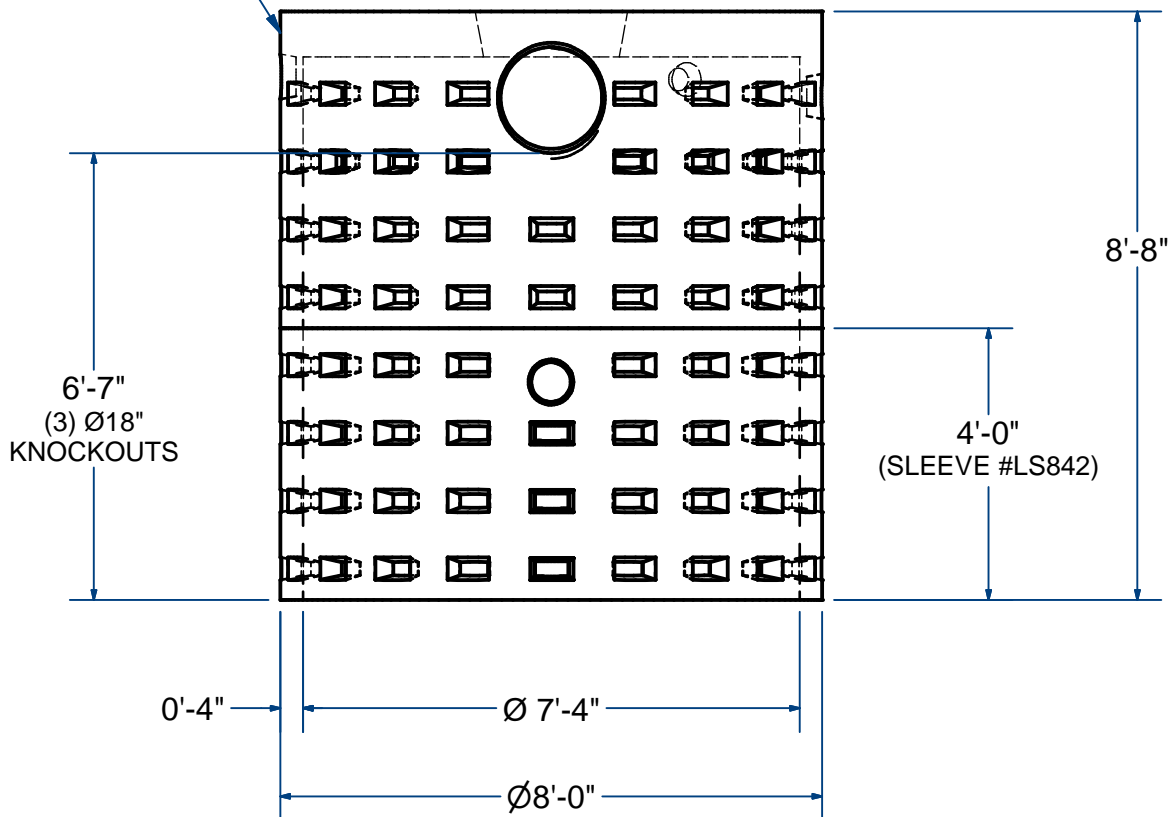 8'-8"
6'-7"
(3) Ø18"
KNOCKOUTS
4'-0"
(SLEEVE #LS842)
0'-4"
Ø 7'-4"
Ø8'-0"